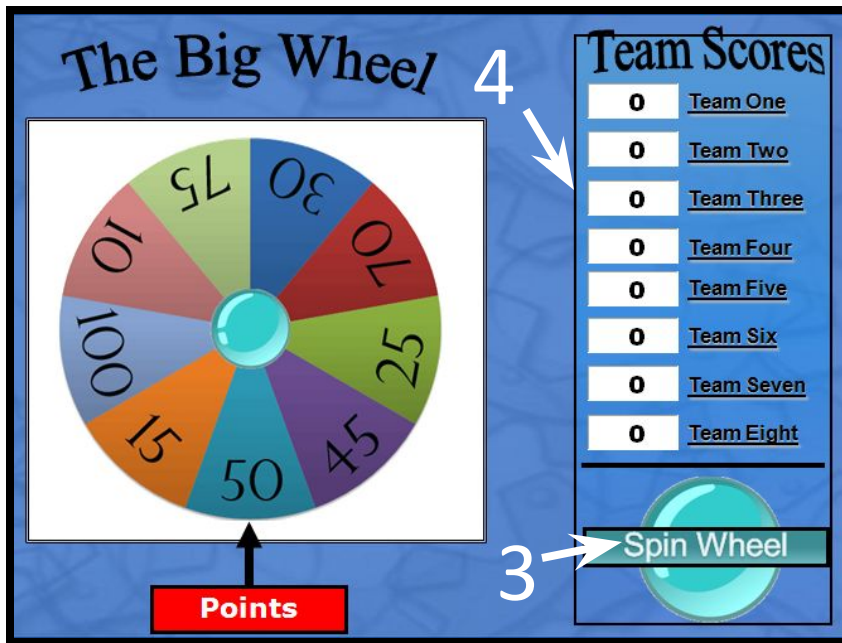 The Big Wheel
4
Team Scores
0 Team One
0 Team Two
0 Team Three
0 Team Four
0 Team Five
0 Team Six
0 Team Seven
0 Team Eight
75
30
10
70
100
25
15
45
50
3
Spin Wheel
Points